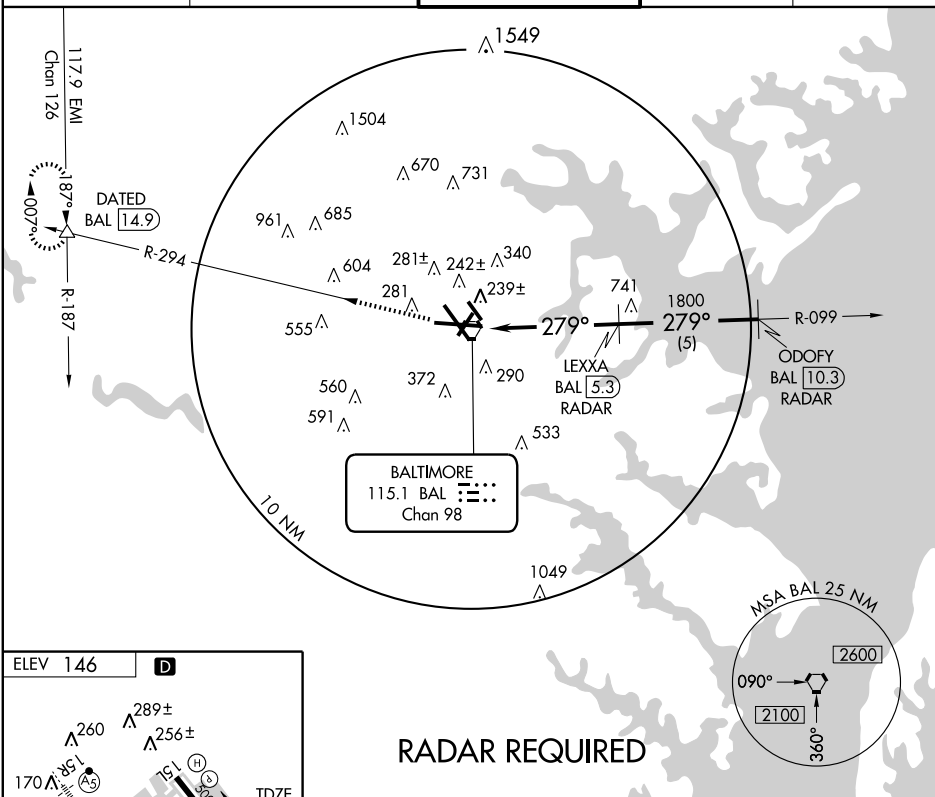 1549
117.9 EMI
Chan 126
1504
670
731
187°
007°
DATED
BAL 14.9
961
685
R-294
604
281±
242±
340
281
239±
741
1800
R-187
555
279°
279°
(5)
R-099
LEXXA
BAL 5.3
RADAR
ODOFY
BAL 10.3
RADAR
290
372
560
591
533
BALTIMORE
115.1 BAL
Chan 98
10 NM
1049
MSA BAL 25 NM
2600
090°
2100
360°
ELEV 146
D
289±
260
256±
15R
A5
170
15L
H
P
TDZE
RADAR REQUIRED